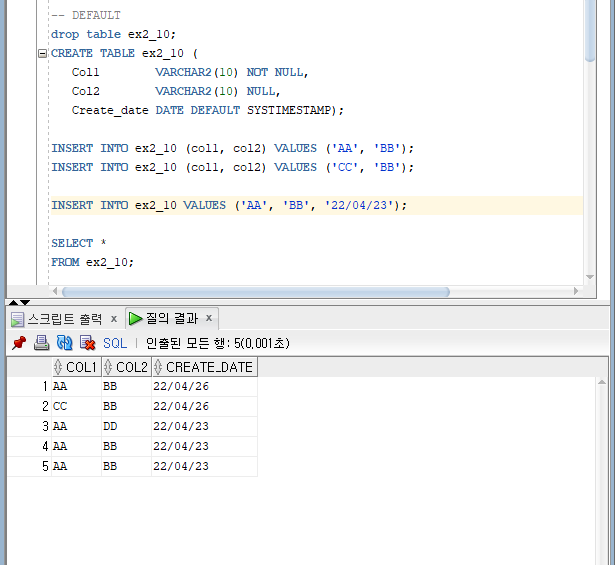 -- DEFAULT
drop table ex2_10;
CREATE TABLE ex2_10 (
Col1 VARCHAR2(10) NOT NULL,
Col2 VARCHAR2(10) NULL,
Create_date DATE DEFAULT SYSTIMESTAMP);
INSERT INTO ex2_10 (col1, col2) VALUES ('AA', 'BB');
INSERT INTO ex2_10 (col1, col2) VALUES ('CC', 'BB');
INSERT INTO ex2_10 VALUES ('AA', 'BB', '22/04/23');
SELECT *
FROM ex2_10;
스크립트 출력 x 질의 결과 x
SQL | 인출된 모든 행: 5(0,001초)
COL1 COL2 CREATE_DATE
1 AA BB 22/04/26
2 CC BB 22/04/26
3 AA DD 22/04/23
4 AA BB 22/04/23
5 AA BB 22/04/23